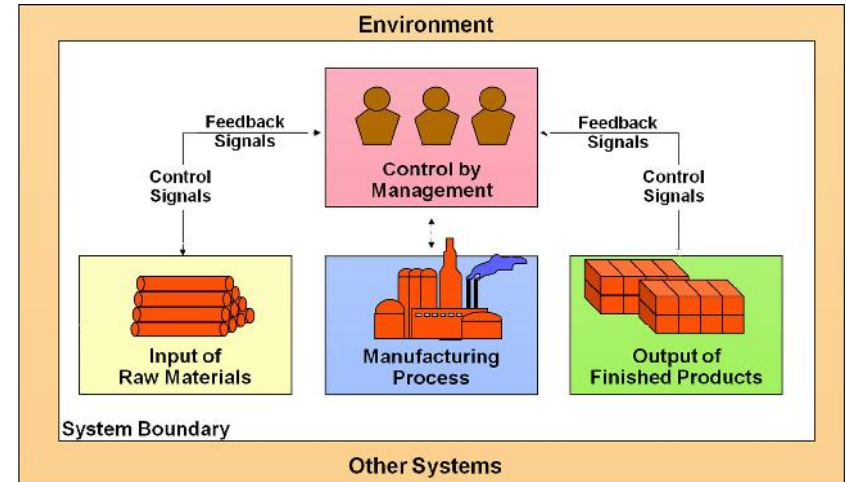 Environment
Feedback
Signals
Feedback
Signals
Control by
Management
Control
Signals
Control
Signals
Input of
Raw Materials
Manufacturing
Process
Output of
Finished Products
System Boundary
Other Systems